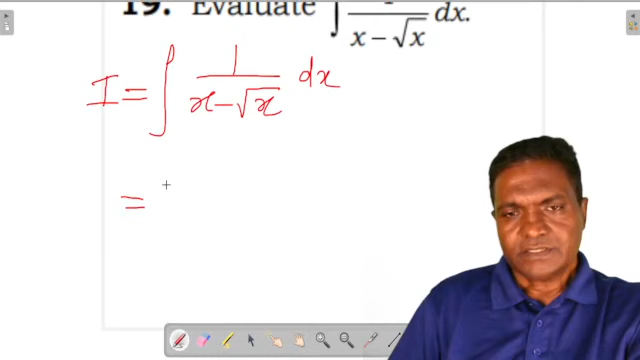 19. Evaluate ∫ 1/(x − √x) dx.
I = ∫ 1/(x − √x) dx
=